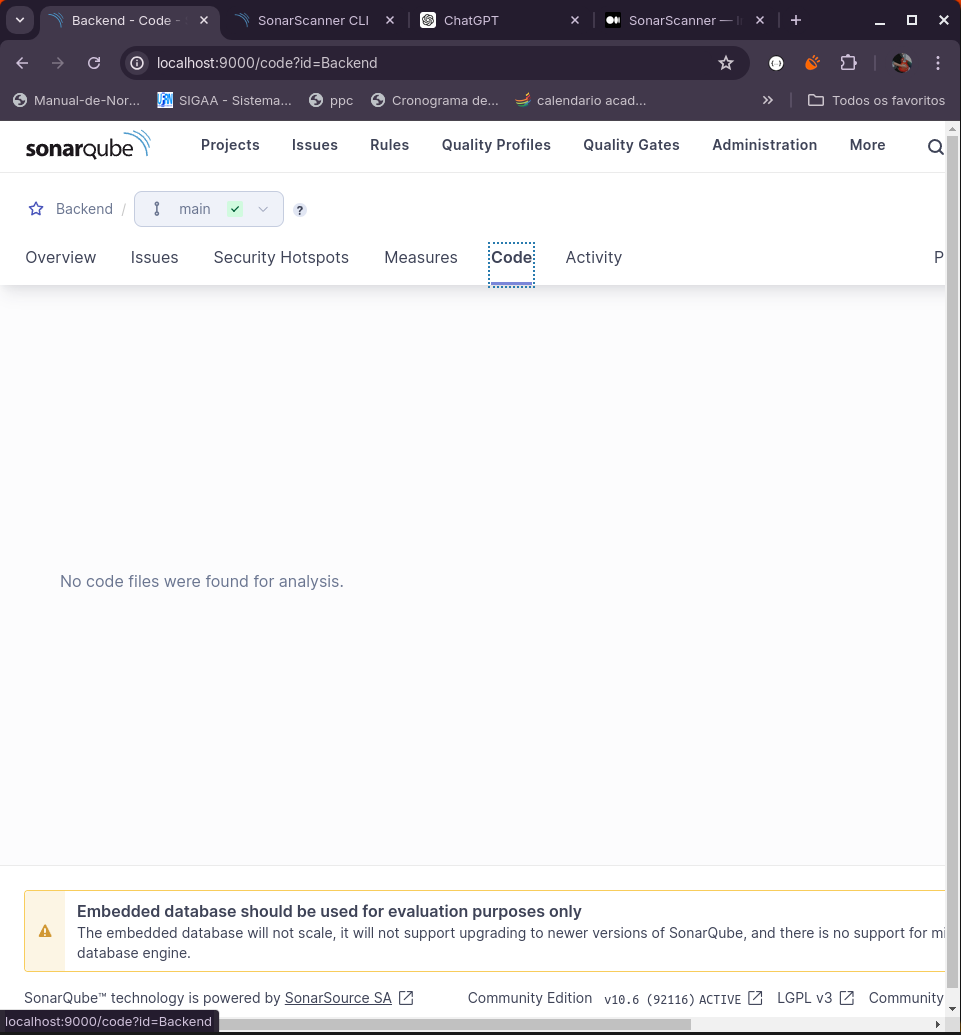 Backend - Code -
SonarScanner CLI
ChatGPT
SonarScanner —
localhost:9000/code?id=Backend
Manual-de-Nor...
SIGAA - Sistema...
ppc
Cronograma de...
calendario acad...
Todos os favoritos
sonarqube
Projects
Issues
Rules
Quality Profiles
Quality Gates
Administration
More
Backend /
main
?
Overview
Issues
Security Hotspots
Measures
Code
Activity
P
No code files were found for analysis.
Embedded database should be used for evaluation purposes only
The embedded database will not scale, it will not support upgrading to newer versions of SonarQube, and there is no support for mi
database engine.
SonarQube™ technology is powered by SonarSource SA
Community Edition
v10.6 (92116) ACTIVE
LGPL v3
Community
localhost:9000/code?id=Backend